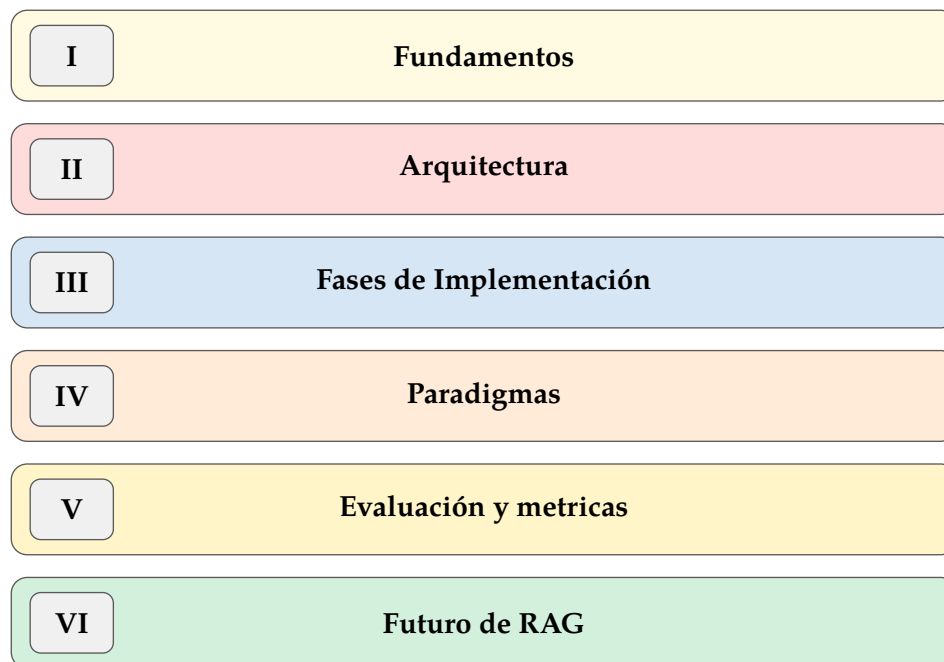 I Fundamentos
II Arquitectura
III Fases de Implementación
IV Paradigmas
V Evaluación y metricas
VI Futuro de RAG